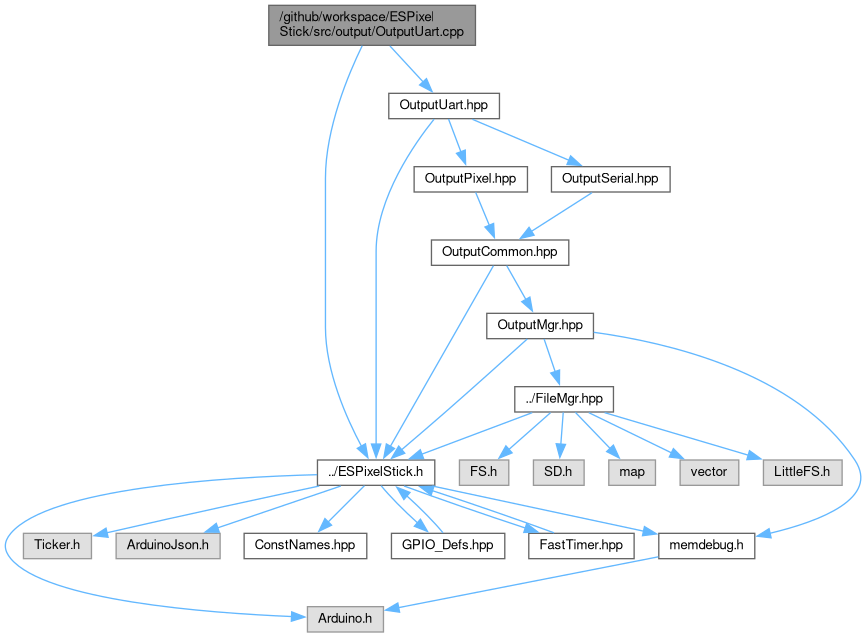 /github/workspace/ESPixel
Stick/src/output/OutputUart.cpp
OutputUart.hpp
OutputPixel.hpp
OutputSerial.hpp
OutputCommon.hpp
OutputMgr.hpp
../FileMgr.hpp
../ESPixelStick.h
FS.h
SD.h
map
vector
LittleFS.h
Ticker.h
ArduinoJson.h
ConstNames.hpp
GPIO_Defs.hpp
FastTimer.hpp
memdebug.h
Arduino.h